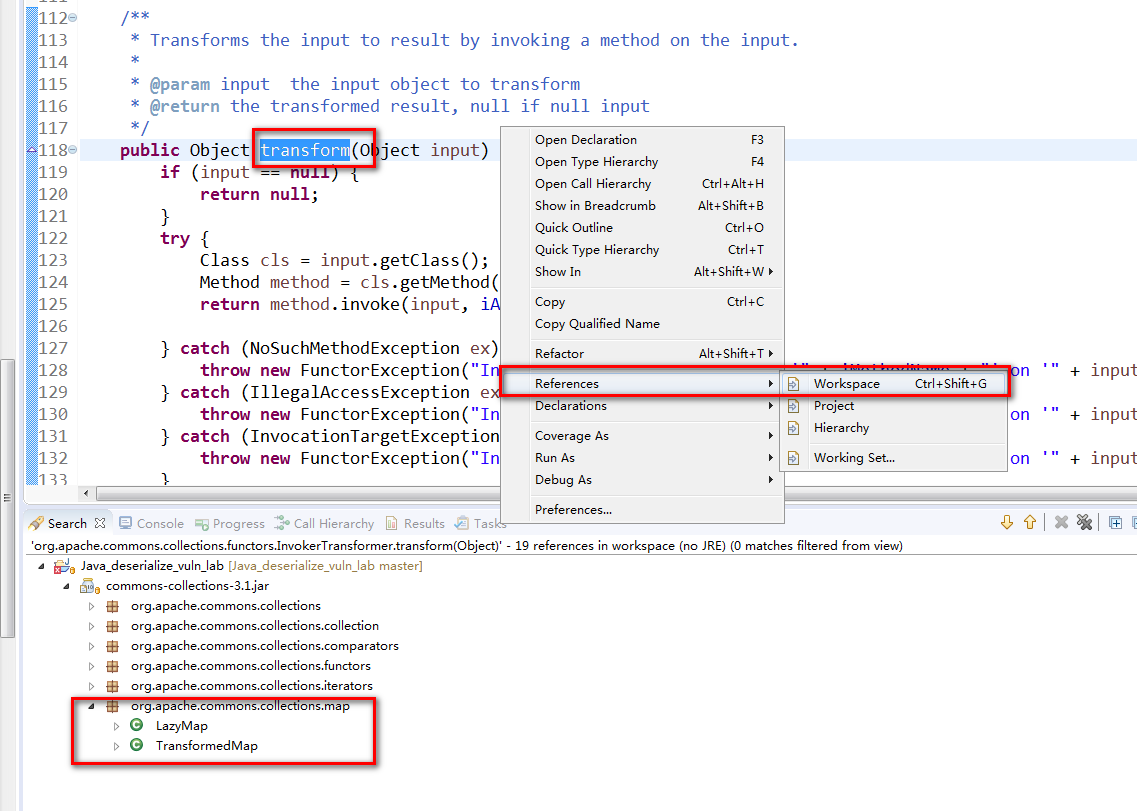 112 /**
113 * Transforms the input to result by invoking a method on the input.
114 *
115 * @param input  the input object to transform
116 * @return the transformed result, null if null input
117 */
118 public Object transform(Object input)
119 if (input == null) {
120 return null;
121 }
122 try {
123 Class cls = input.getClass();
124 Method method = cls.getMethod(
125 return method.invoke(input, iA
126
127 } catch (NoSuchMethodException ex)
128 throw new FunctorException("In on '" + input
129 } catch (IllegalAccessException ex
130 throw new FunctorException("In on '" + input
131 } catch (InvocationTargetException
132 throw new FunctorException("In on '" + input
133 }
Open Declaration F3
Open Type Hierarchy F4
Open Call Hierarchy Ctrl+Alt+H
Show in Breadcrumb Alt+Shift+B
Quick Outline Ctrl+O
Quick Type Hierarchy Ctrl+T
Show In Alt+Shift+W
Copy Ctrl+C
Copy Qualified Name
Refactor Alt+Shift+T
References
Declarations
Coverage As
Run As
Debug As
Preferences...
Workspace Ctrl+Shift+G
Project
Hierarchy
Working Set...
Search Console Progress Call Hierarchy Results Tasks
'org.apache.commons.collections.functors.InvokerTransformer.transform(Object)' - 19 references in workspace (no JRE) (0 matches filtered from view)
Java_deserialize_vuln_lab [Java_deserialize_vuln_lab master]
commons-collections-3.1.jar
org.apache.commons.collections
org.apache.commons.collections.collection
org.apache.commons.collections.comparators
org.apache.commons.collections.functors
org.apache.commons.collections.iterators
org.apache.commons.collections.map
LazyMap
TransformedMap